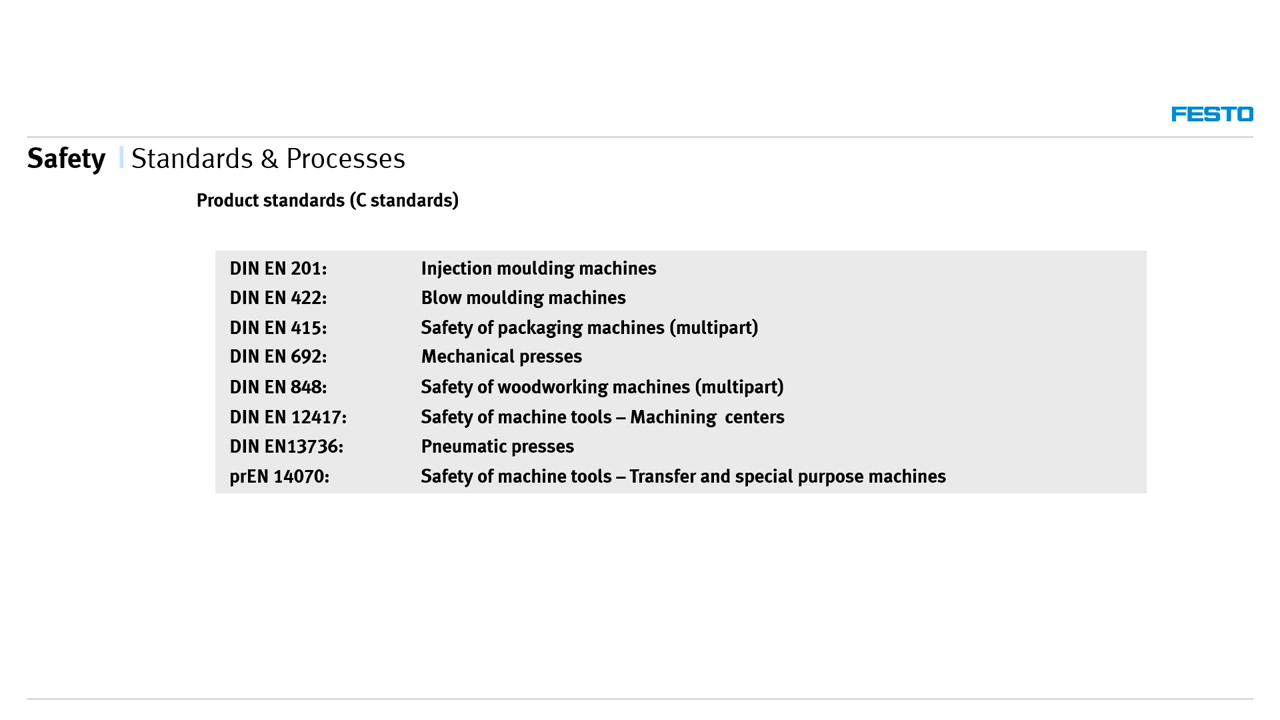 FESTO
Safety | Standards & Processes
Product standards (C standards)
DIN EN 201: Injection moulding machines
DIN EN 422: Blow moulding machines
DIN EN 415: Safety of packaging machines (multipart)
DIN EN 692: Mechanical presses
DIN EN 848: Safety of woodworking machines (multipart)
DIN EN 12417: Safety of machine tools – Machining  centers
DIN EN13736: Pneumatic presses
prEN 14070: Safety of machine tools – Transfer and special purpose machines